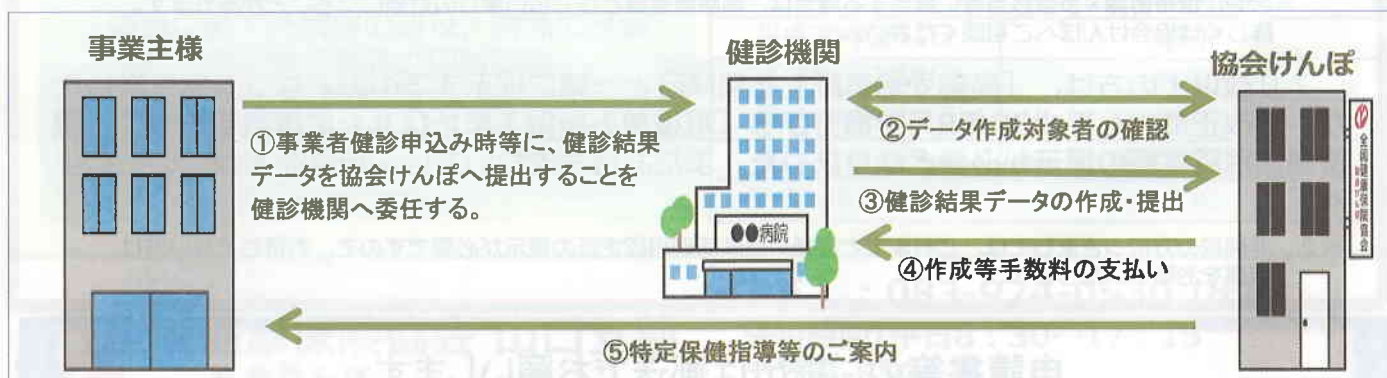 事業主様
健診機関
協会けんぽ
①事業者健診申込み時等に、健診結果
データを協会けんぽへ提出することを
健診機関へ委任する。
②データ作成対象者の確認
③健診結果データの作成・提出
④作成等手数料の支払い
⑤特定保健指導等のご案内
●●病院
全国健康保険協会